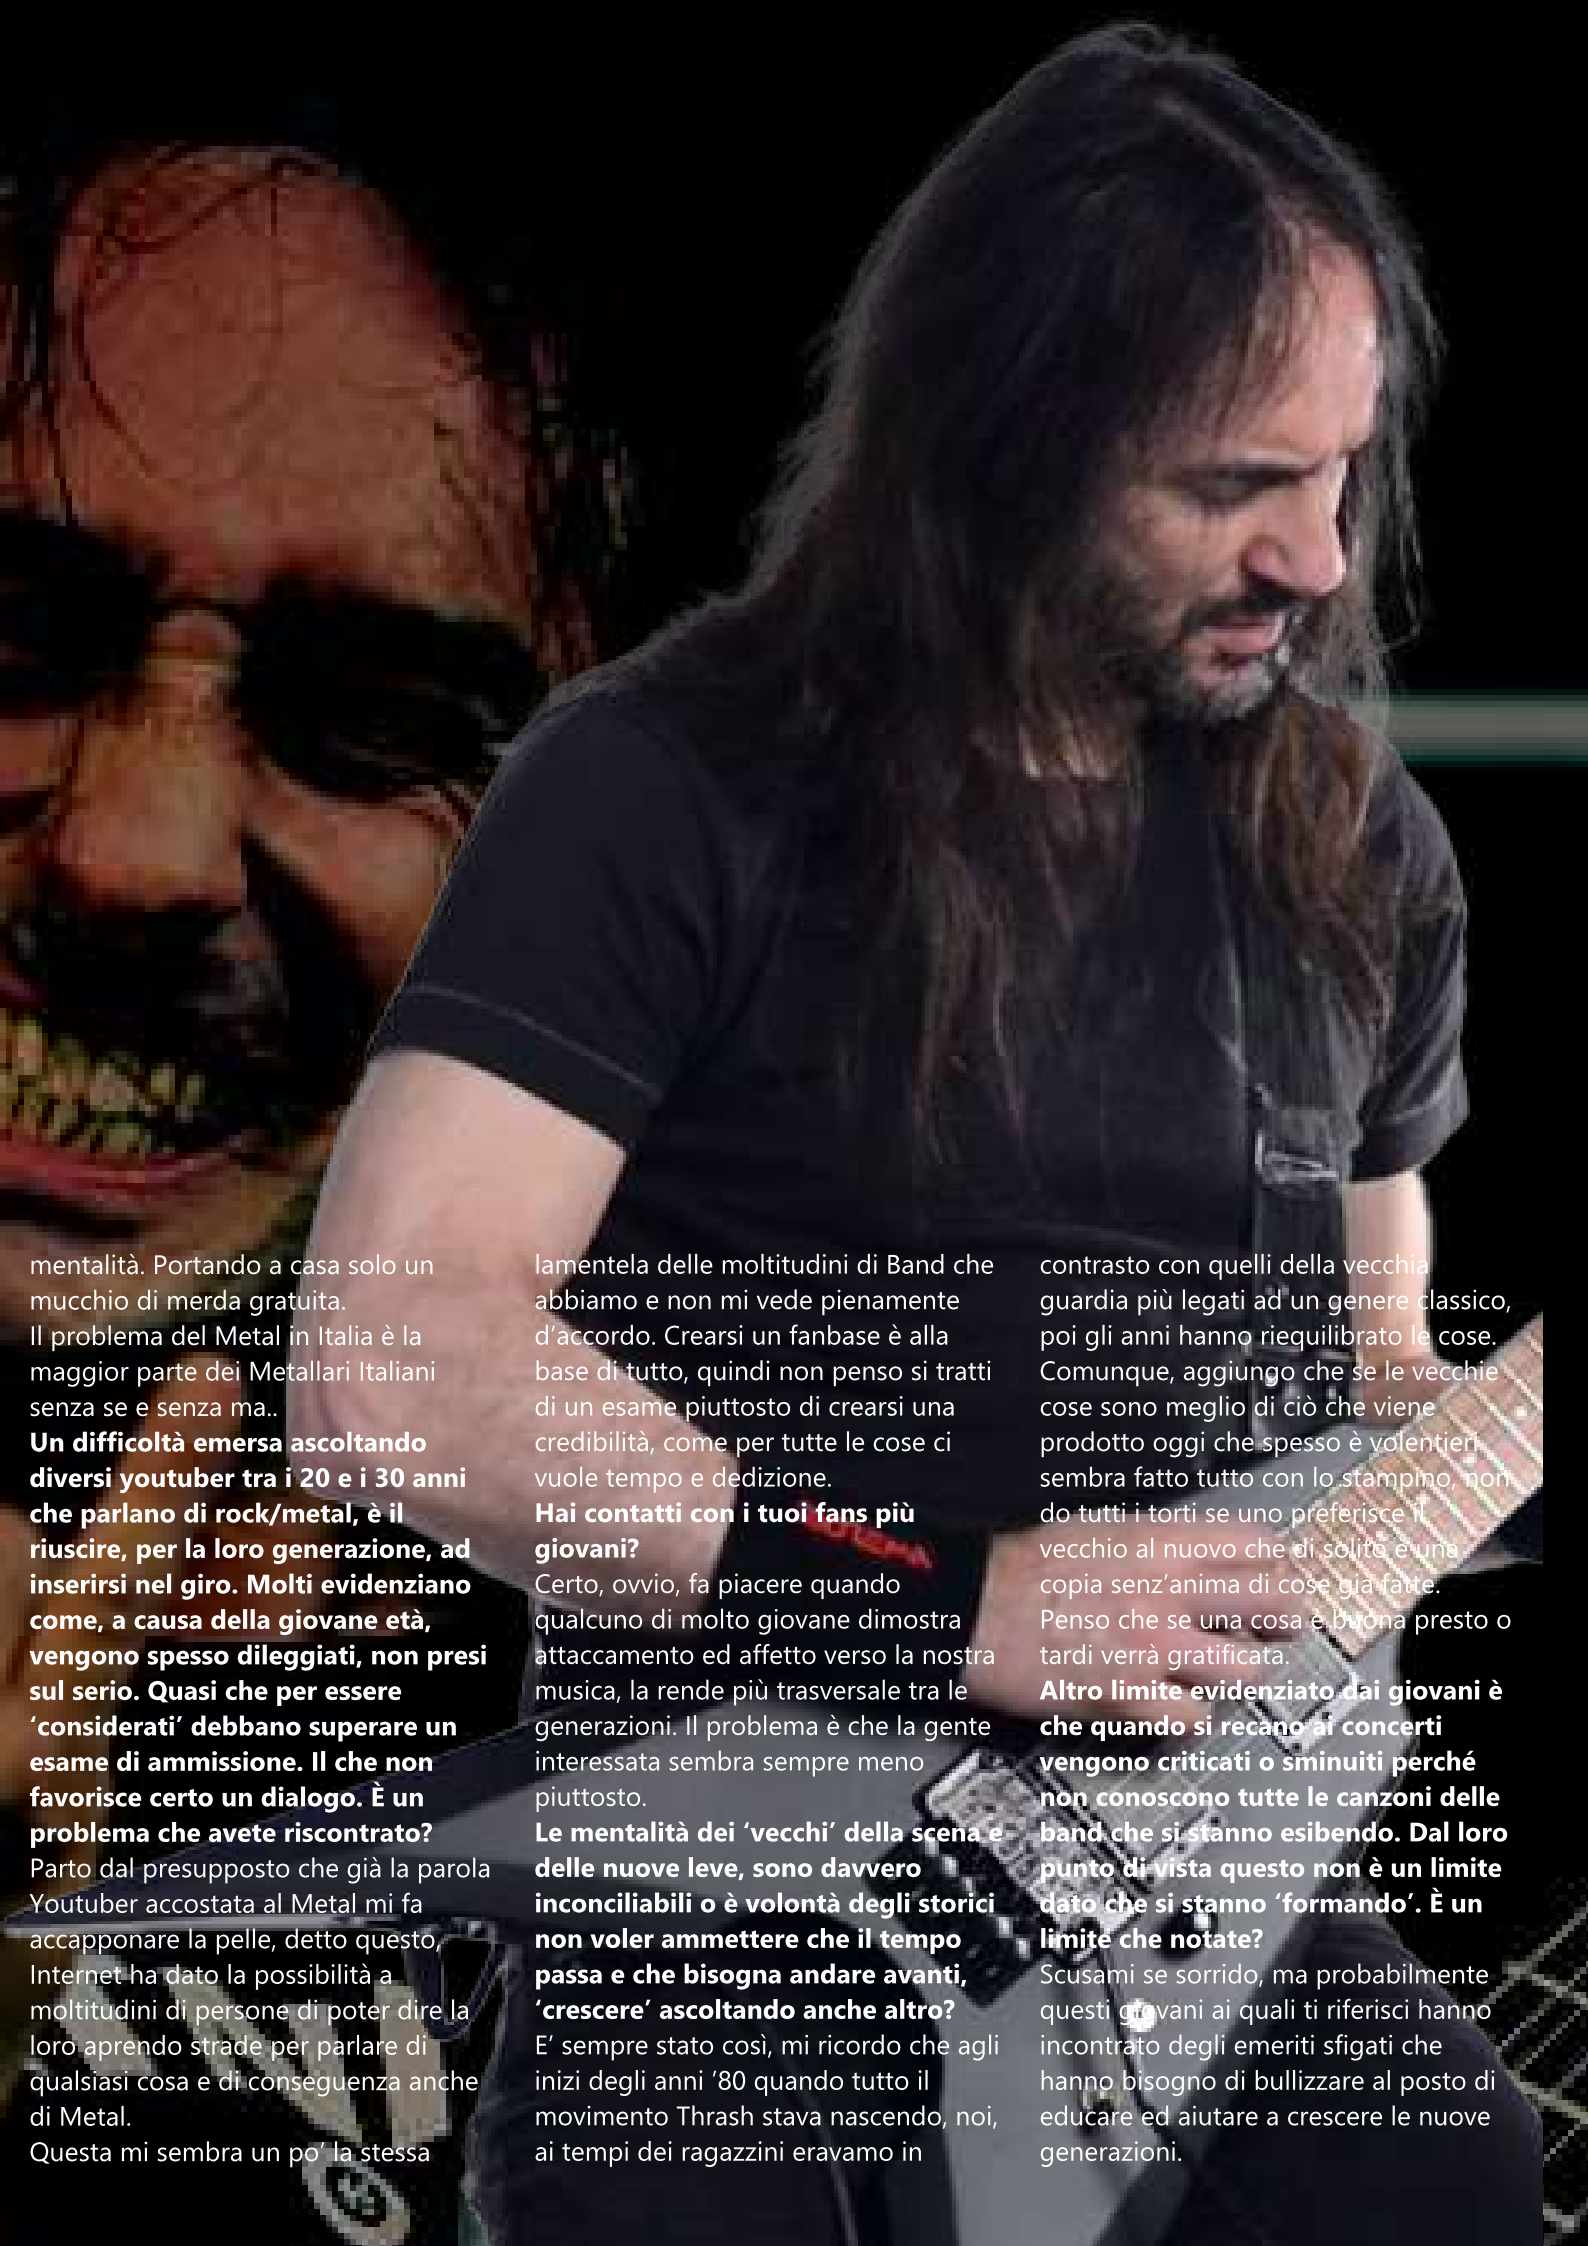 mentalità. Portando a casa solo un
mucchio di merda gratuita.
Il problema del Metal in Italia è la
maggior parte dei Metallari Italiani
senza se e senza ma..
Un difficoltà emersa ascoltando
diversi youtuber tra i 20 e i 30 anni
che parlano di rock/metal, è il
riuscire, per la loro generazione, ad
inserirsi nel giro. Molti evidenziano
come, a causa della giovane età,
vengono spesso dileggiati, non presi
sul serio. Quasi che per essere
‘considerati’ debbano superare un
esame di ammissione. Il che non
favorisce certo un dialogo. È un
problema che avete riscontrato?
Parto dal presupposto che già la parola
Youtuber accostata al Metal mi fa
accapponare la pelle, detto questo,
Internet ha dato la possibilità a
moltitudini di persone di poter dire la
loro aprendo strade per parlare di
qualsiasi cosa e di conseguenza anche
di Metal.
Questa mi sembra un po’ la stessa
lamentela delle moltitudini di Band che
abbiamo e non mi vede pienamente
d’accordo. Crearsi un fanbase è alla
base di tutto, quindi non penso si tratti
di un esame piuttosto di crearsi una
credibilità, come per tutte le cose ci
vuole tempo e dedizione.
Hai contatti con i tuoi fans più
giovani?
Certo, ovvio, fa piacere quando
qualcuno di molto giovane dimostra
attaccamento ed affetto verso la nostra
musica, la rende più trasversale tra le
generazioni. Il problema è che la gente
interessata sembra sempre meno
piuttosto.
Le mentalità dei ‘vecchi’ della scena e
delle nuove leve, sono davvero
inconciliabili o è volontà degli storici
non voler ammettere che il tempo
passa e che bisogna andare avanti,
‘crescere’ ascoltando anche altro?
E’ sempre stato così, mi ricordo che agli
inizi degli anni ’80 quando tutto il
movimento Thrash stava nascendo, noi,
ai tempi dei ragazzini eravamo in
contrasto con quelli della vecchia
guardia più legati ad un genere classico,
poi gli anni hanno riequilibrato le cose.
Comunque, aggiungo che se le vecchie
cose sono meglio di ciò che viene
prodotto oggi che spesso è volentieri
sembra fatto tutto con lo stampino, non
do tutti i torti se uno preferisce il
vecchio al nuovo che di solito è una
copia senz’anima di cose già fatte.
Penso che se una cosa è buona presto o
tardi verrà gratificata.
Altro limite evidenziato dai giovani è
che quando si recano ai concerti
vengono criticati o sminuiti perché
non conoscono tutte le canzoni delle
band che si stanno esibendo. Dal loro
punto di vista questo non è un limite
dato che si stanno ‘formando’. È un
limite che notate?
Scusami se sorrido, ma probabilmente
questi giovani ai quali ti riferisci hanno
incontrato degli emeriti sfigati che
hanno bisogno di bullizzare al posto di
educare ed aiutare a crescere le nuove
generazioni.